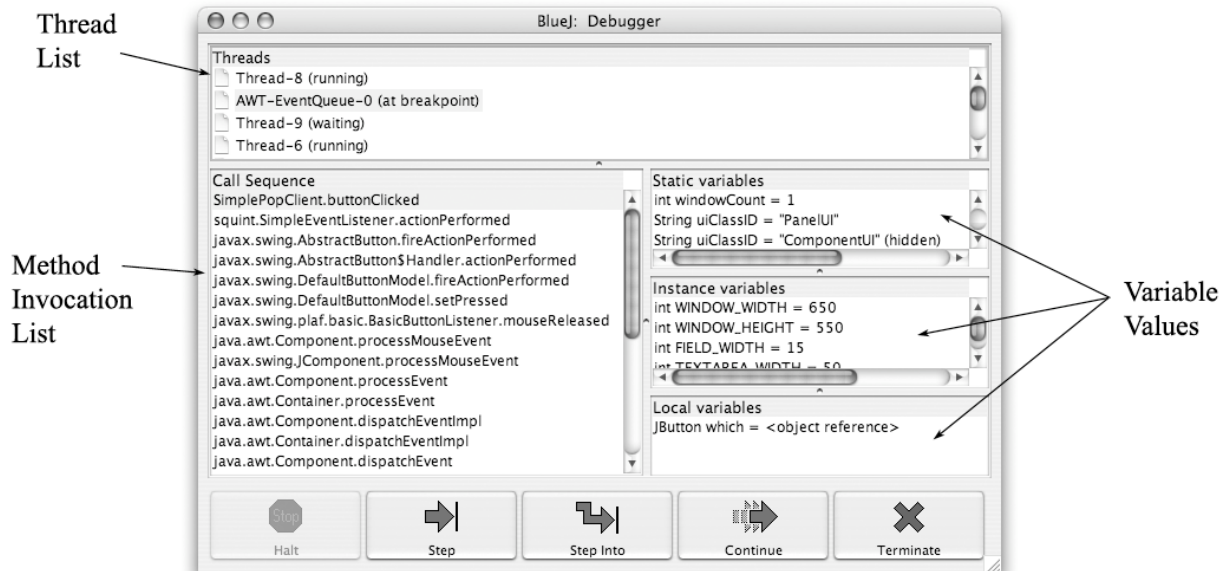 Thread
List
BlueJ: Debugger
Threads
Thread-8 (running)
AWT-EventQueue-0 (at breakpoint)
Thread-9 (waiting)
Thread-6 (running)
Method
Invocation
List
Call Sequence
SimplePopClient.buttonClicked
squint.SimpleEventListener.actionPerformed
javax.swing.AbstractButton.fireActionPerformed
javax.swing.AbstractButton$Handler.actionPerformed
javax.swing.DefaultButtonModel.fireActionPerformed
javax.swing.DefaultButtonModel.setPressed
javax.swing.plaf.basic.BasicButtonListener.mouseReleased
java.awt.Component.processMouseEvent
javax.swing.JComponent.processMouseEvent
java.awt.Component.processEvent
java.awt.Container.processEvent
java.awt.Component.dispatchEventImpl
java.awt.Container.dispatchEventImpl
java.awt.Component.dispatchEvent
Static variables
int windowCount = 1
String uiClassID = "PanelUI"
String uiClassID = "ComponentUI" (hidden)
Instance variables
int WINDOW_WIDTH = 650
int WINDOW_HEIGHT = 550
int FIELD_WIDTH = 15
int TEXTAREA_WIDTH = 50
Local variables
JButton which = <object reference>
Variable
Values
Stop
Halt
Step
Step Into
Continue
Terminate